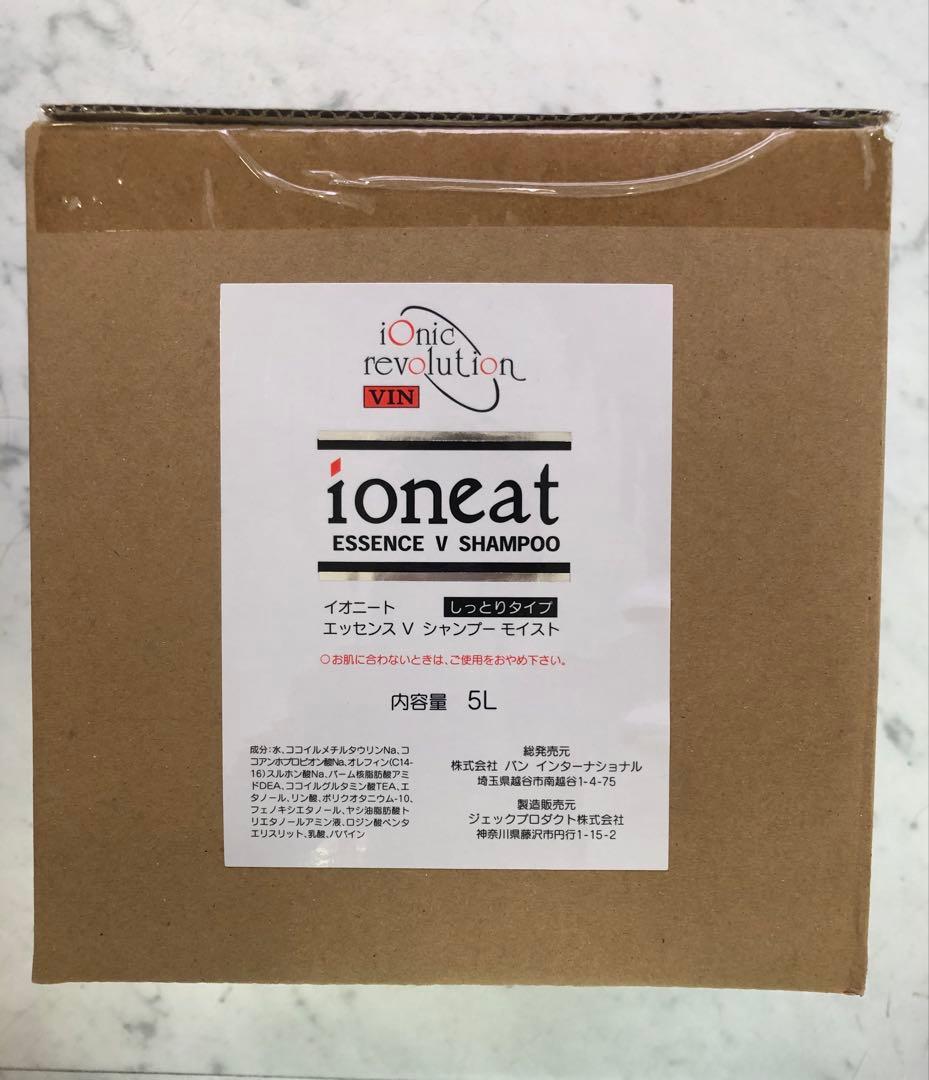 iOnic
revolution
VIN
ioneat
ESSENCE V SHAMPOO
イオニート しっとりタイプ
エッセンス V シャンプー モイスト
○お肌に合わないときは、ご使用をおやめ下さい。
内容量 5L
成分:水、ココイルメチルタウリンNa、コ
コアンホプロピオン酸Na、オレフィン(C14-
16)スルホン酸Na、パーム核脂肪酸アミ
ドDEA、ココイルグルタミン酸TEA、エ
タノール、リン酸、ポリクオタニウム-10、
フェノキシエタノール、ヤシ油脂肪酸ト
リエタノールアミン液、ロジン酸ペンタ
エリスリット、乳酸、パパイン
総発売元
株式会社 バン インターナショナル
埼玉県越谷市南越谷1-4-75
製造販売元
ジェックプロダクト株式会社
神奈川県藤沢市円行1-15-2